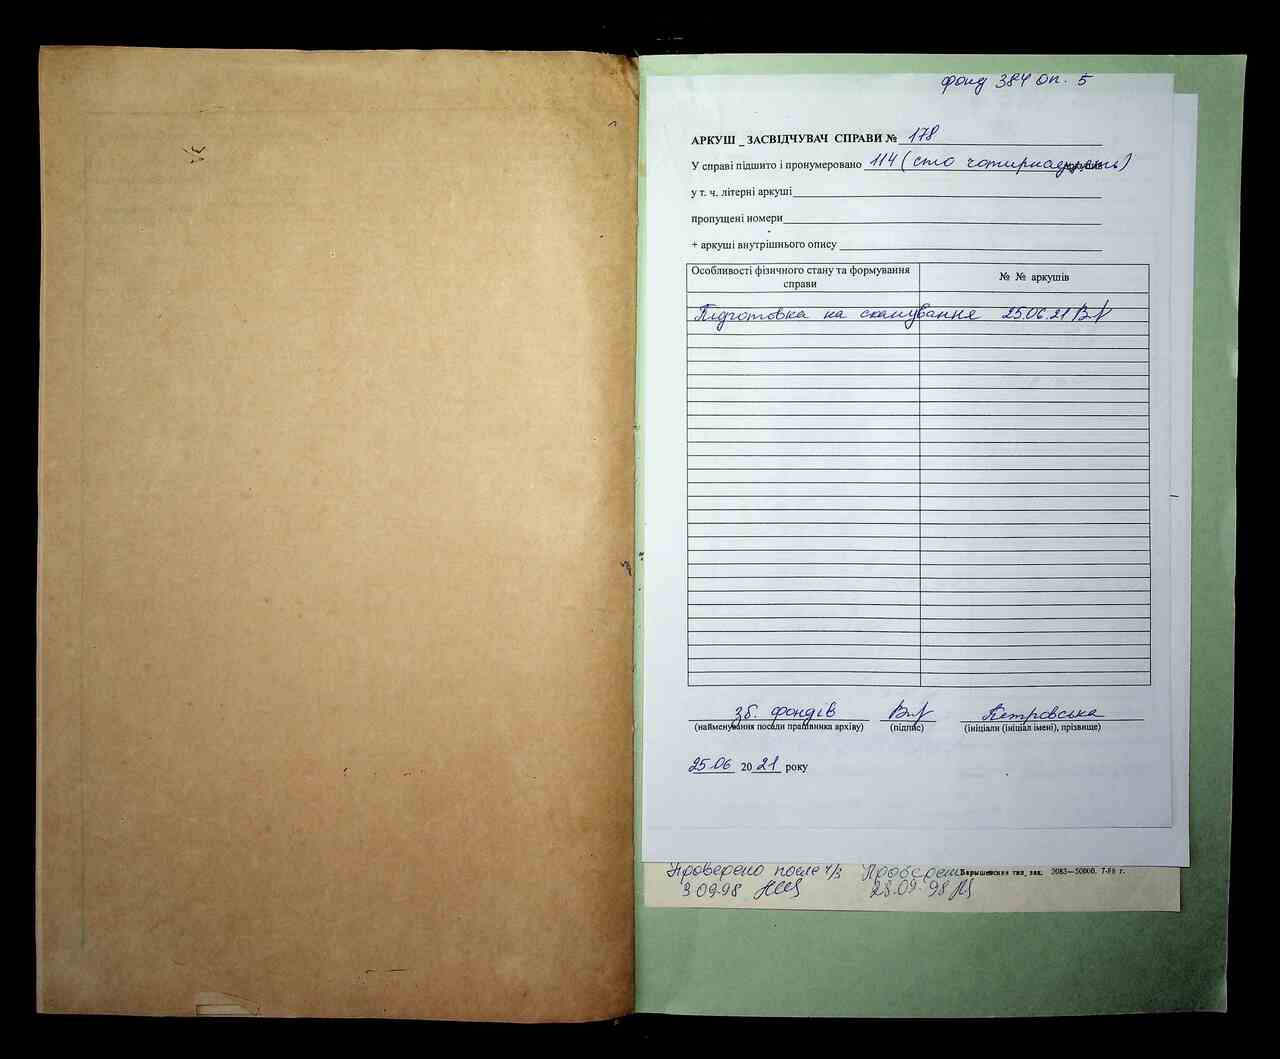 фонд 384 оп. 5
АРКУШ _ ЗАСВІДЧУВАЧ СПРАВИ № 178
У справі підшито і пронумеровано 114 (сто чотирнадцять)
у т. ч. літерні аркуші
пропущені номери
+ аркуші внутрішнього опису
Особливості фізичного стану та формування справи
№ № аркушів
Підготовка на сканування 25.06.21
зб. фондів
Петровська
(найменування посади працівника архіву) (підпис) (ініціали (ініціал імені), прізвище)
25.06 2021 року
Проверено после
3 09.98
Проверено
28.09.98
Барышевская тип. зак. 2083—50000. 7-88 г.